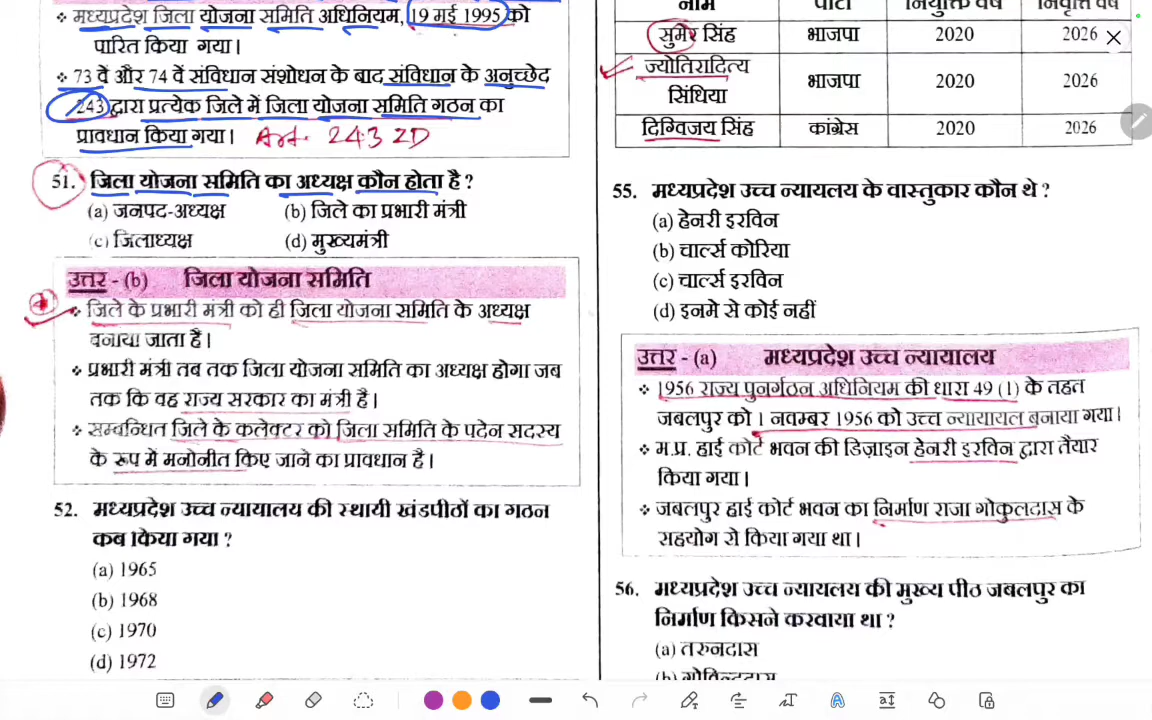 मध्यप्रदेश जिला योजना समिति अधिनियम, 19 मई 1995 को
पारित किया गया।
73 वें और 74 वें संविधान संशोधन के बाद संविधान के अनुच्छेद
243 द्वारा प्रत्येक जिले में जिला योजना समिति गठन का
प्रावधान किया गया। Art. 243 ZD
51. जिला योजना समिति का अध्यक्ष कौन होता है ?
(a) जनपद-अध्यक्ष (b) जिले का प्रभारी मंत्री
(c) जिलाध्यक्ष (d) मुख्यमंत्री
उत्तर - (b) जिला योजना समिति
जिले के प्रभारी मंत्री को ही जिला योजना समिति के अध्यक्ष
बनाया जाता है।
प्रभारी मंत्री तब तक जिला योजना समिति का अध्यक्ष होगा जब
तक कि वह राज्य सरकार का मंत्री है।
सम्बन्धित जिले के कलेक्टर को जिला समिति के पदेन सदस्य
के रूप में मनोनीत किए जाने का प्रावधान है।
52. मध्यप्रदेश उच्च न्यायालय की स्थायी खंडपीठों का गठन
कब किया गया ?
(a) 1965
(b) 1968
(c) 1970
(d) 1972
नाम पार्टी नियुक्ति वर्ष निवृत्ति वर्ष
सुमेर सिंह भाजपा 2020 2026
ज्योतिरादित्य
सिंधिया भाजपा 2020 2026
दिग्विजय सिंह कांग्रेस 2020 2026
55. मध्यप्रदेश उच्च न्यायलय के वास्तुकार कौन थे ?
(a) हेनरी इरविन
(b) चार्ल्स कोरिया
(c) चार्ल्स इरविन
(d) इनमे से कोई नहीं
उत्तर - (a) मध्यप्रदेश उच्च न्यायालय
1956 राज्य पुनर्गठन अधिनियम की धारा 49 (1) के तहत
जबलपुर को 1 नवम्बर 1956 को उच्च न्यायायल बनाया गया।
म.प्र. हाई कोर्ट भवन की डिज़ाइन हेनरी इरविन द्वारा तैयार
किया गया।
जबलपुर हाई कोर्ट भवन का निर्माण राजा गोकुलदास के
सहयोग से किया गया था।
56. मध्यप्रदेश उच्च न्यायलय की मुख्य पीठ जबलपुर का
निर्माण किसने करवाया था ?
(a) तरुनदास
(b) गोविन्ददास